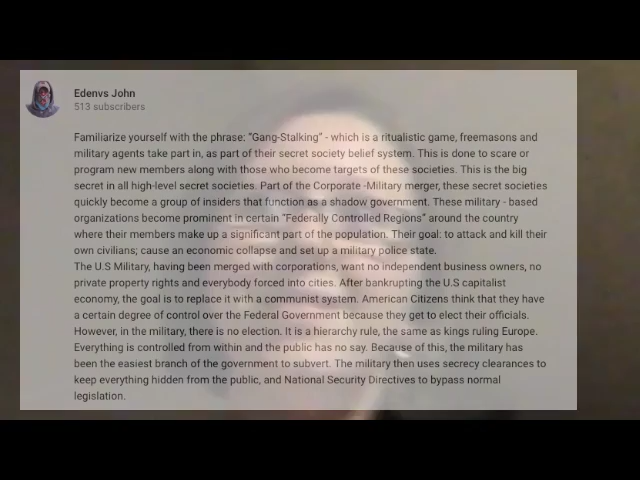 Edenvs John
513 subscribers
Familiarize yourself with the phrase: "Gang-Stalking" - which is a ritualistic game, freemasons and
military agents take part in, as part of their secret society belief system. This is done to scare or
program new members along with those who become targets of these societies. This is the big
secret in all high-level secret societies. Part of the Corporate -Military merger, these secret societies
quickly become a group of insiders that function as a shadow government. These military - based
organizations become prominent in certain "Federally Controlled Regions" around the country
where their members make up a significant part of the population. Their goal: to attack and kill their
own civilians; cause an economic collapse and set up a military police state.
The U.S Military, having been merged with corporations, want no independent business owners, no
private property rights and everybody forced into cities. After bankrupting the U.S capitalist
economy, the goal is to replace it with a communist system. American Citizens think that they have
a certain degree of control over the Federal Government because they get to elect their officials.
However, in the military, there is no election. It is a hierarchy rule, the same as kings ruling Europe.
Everything is controlled from within and the public has no say. Because of this, the military has
been the easiest branch of the government to subvert. The military then uses secrecy clearances to
keep everything hidden from the public, and National Security Directives to bypass normal
legislation.